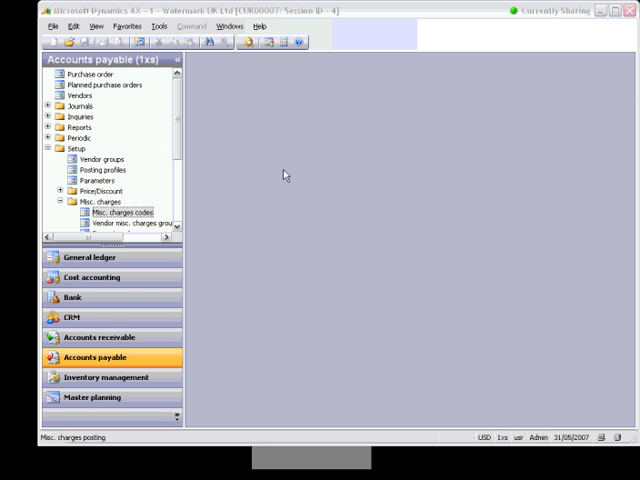 Microsoft Dynamics AX - 1 - Watermark UK Ltd [CUK00007: Session ID - 4]
Currently Sharing
File Edit View Favorites Tools Command Windows Help
Accounts payable (1xs)
Purchase order
Planned purchase orders
Vendors
Journals
Inquiries
Reports
Periodic
Setup
Vendor groups
Posting profiles
Parameters
Price/Discount
Misc. charges
Misc. charges codes
Vendor misc. charges grou
General ledger
Cost accounting
Bank
CRM
Accounts receivable
Accounts payable
Inventory management
Master planning
Misc. charges posting
USD 1xs usr Admin 31/05/2007